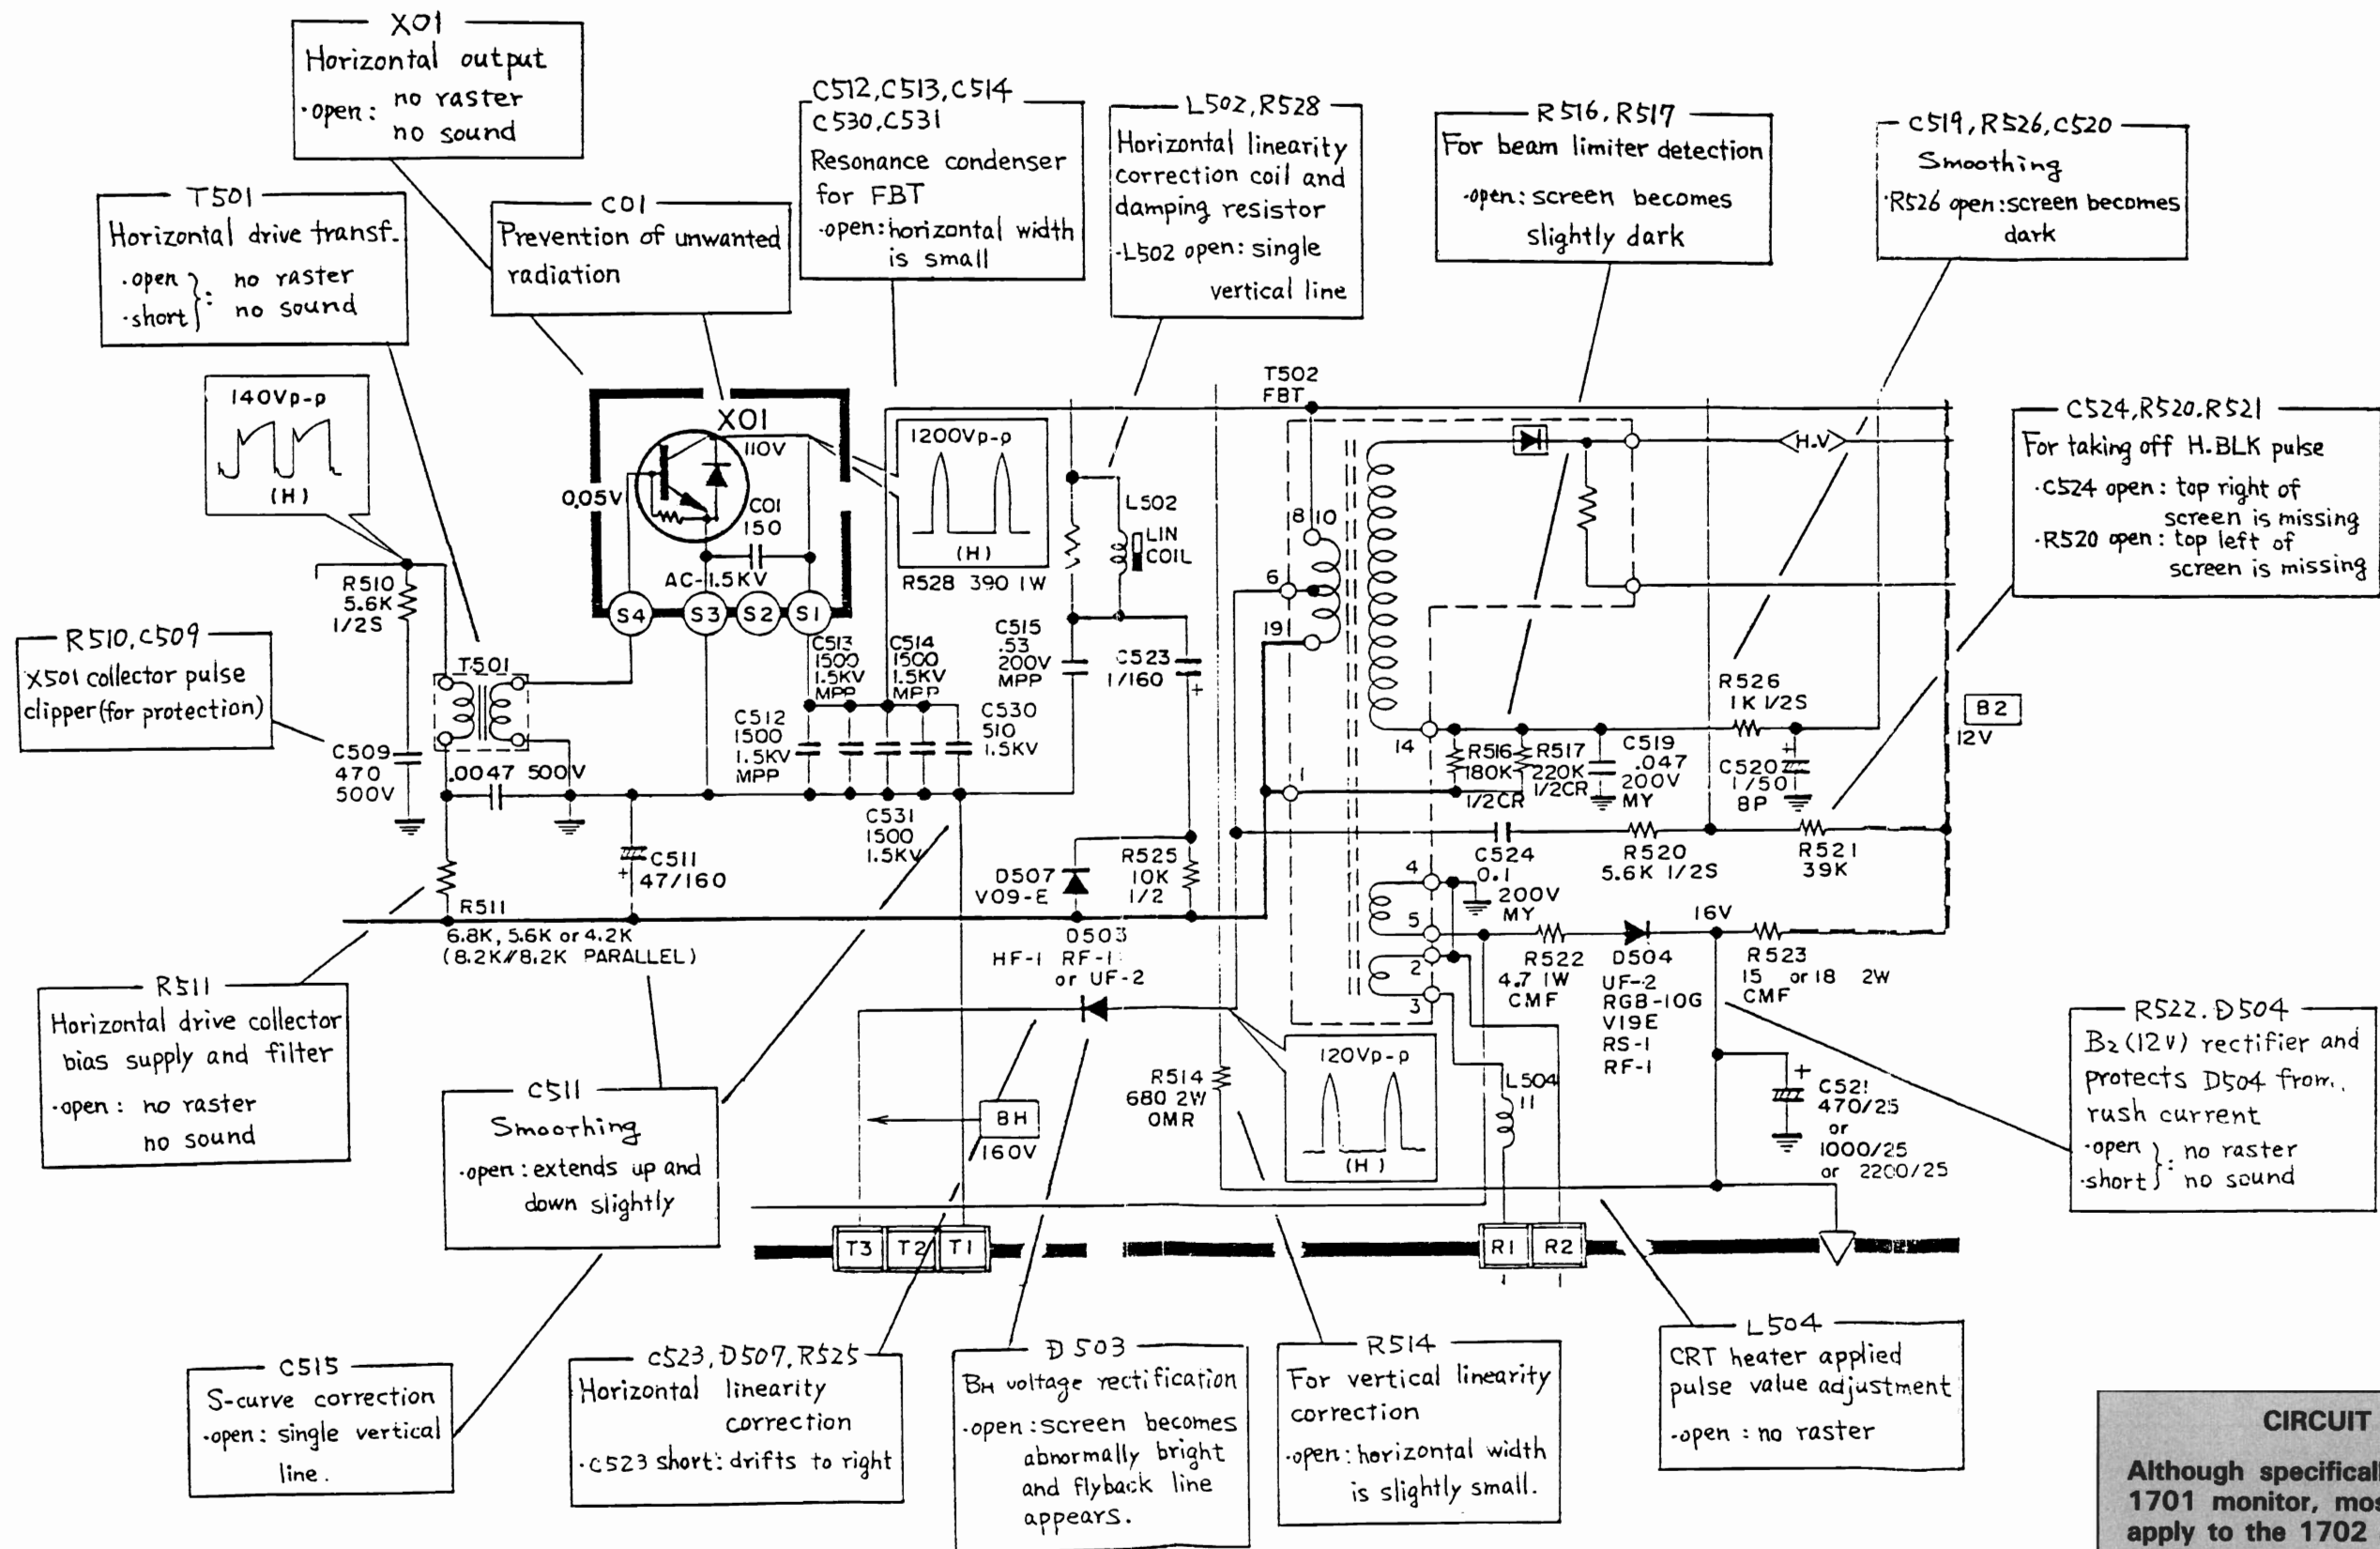 X01
Horizontal output
·open: no raster
no sound
T501
Horizontal drive transf.
·open
·short}: no raster
no sound
C01
Prevention of unwanted
radiation
C512, C513, C514
C530, C531
Resonance condenser
for FBT
·open: horizontal width
is small
L502, R528
Horizontal linearity
correction coil and
damping resistor
·L502 open: single
vertical line
R516, R517
For beam limiter detection
·open: screen becomes
slightly dark
C519, R526, C520
Smoothing
·R526 open: screen becomes
dark
C524, R520. R521
For taking off H.BLK pulse
·C524 open: top right of
screen is missing
·R520 open: top left of
screen is missing
140Vp-p
(H)
X01
110V
0.05V
C01
150
AC-1.5KV
S4
S3
S2
S1
1200Vp-p
(H)
R528 390 1W
L502
LIN
COIL
T502
FBT
8
10
6
19
1
14
4
5
2
3
H.V
R510
5.6K
1/2S
R510, C509
X501 collector pulse
clipper (for protection)
T501
C509
470
500V
.0047 500V
C513
1500
1.5KV
MPP
C514
1500
1.5KV
MPP
C512
1500
1.5KV
MPP
C530
510
1.5KV
C531
1500
1.5KV
C515
.53
200V
MPP
C523
1/160
+
R516
180K
1/2CR
R517
220K
1/2CR
C519
.047
200V
MY
R526
1K 1/2S
+
C520
1/50
BP
B2
12V
C511
47/160
+
R511
6.8K, 5.6K or 4.2K
(8.2K//8.2K PARALLEL)
D507
V09-E
R525
10K
1/2
C524
0.1
200V
MY
R520
5.6K 1/2S
R521
39K
16V
D503
HF-1 RF-1
or UF-2
R522
4.7 1W
CMF
D504
UF-2
RGB-10G
V19E
RS-1
RF-1
R523
15 or 18 2W
CMF
R511
Horizontal drive collector
bias supply and filter
·open: no raster
no sound
C511
Smoothing
·open: extends up and
down slightly
BH
160V
R514
680 2W
OMR
120Vp-p
(H)
L504
11
+
C521
470/25
or
1000/25
or 2200/25
R522. D504
B2 (12V) rectifier and
protects D504 from..
rush current
·open
·short}: no raster
no sound
T3
T2
T1
R1
R2
C515
S-curve correction
·open: single vertical
line.
C523, D507, R525
Horizontal linearity
correction
·C523 short: drifts to right
D503
BH voltage rectification
·open: screen becomes
abnormally bright
and flyback line
appears.
R514
For vertical linearity
correction
·open: horizontal width
is slightly small.
L504
CRT heater applied
pulse value adjustment
·open: no raster
CIRCUIT
Although specifical
1701 monitor, mos
apply to the 1702